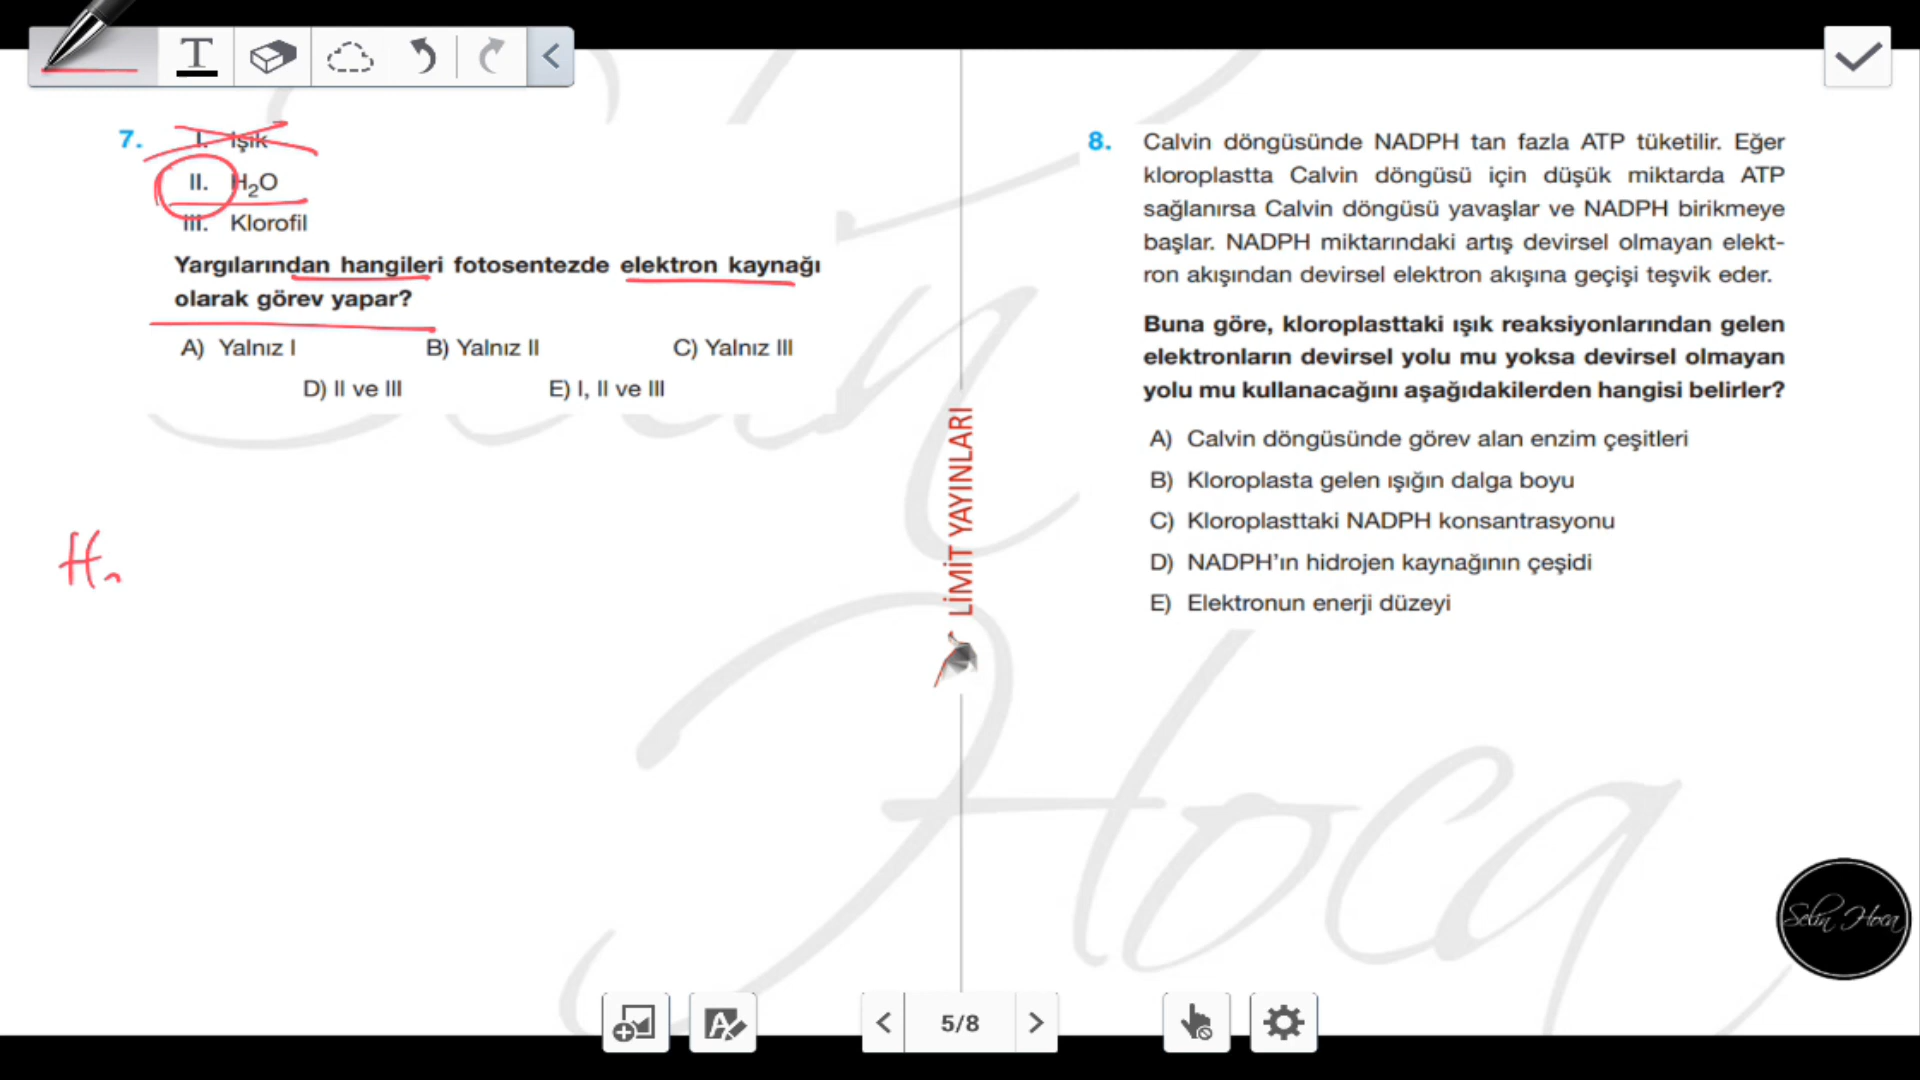 T
7. I. Işık
II. H₂O
III. Klorofil
Yargılarından hangileri fotosentezde elektron kaynağı
olarak görev yapar?
A) Yalnız I B) Yalnız II C) Yalnız III
D) II ve III E) I, II ve III
H₂
LİMİT YAYINLARI
8. Calvin döngüsünde NADPH tan fazla ATP tüketilir. Eğer
kloroplastta Calvin döngüsü için düşük miktarda ATP
sağlanırsa Calvin döngüsü yavaşlar ve NADPH birikmeye
başlar. NADPH miktarındaki artış devirsel olmayan elekt-
ron akışından devirsel elektron akışına geçişi teşvik eder.
Buna göre, kloroplasttaki ışık reaksiyonlarından gelen
elektronların devirsel yolu mu yoksa devirsel olmayan
yolu mu kullanacağını aşağıdakilerden hangisi belirler?
A) Calvin döngüsünde görev alan enzim çeşitleri
B) Kloroplasta gelen ışığın dalga boyu
C) Kloroplasttaki NADPH konsantrasyonu
D) NADPH’ın hidrojen kaynağının çeşidi
E) Elektronun enerji düzeyi
Hoca
Selin Hoca
A
5/8